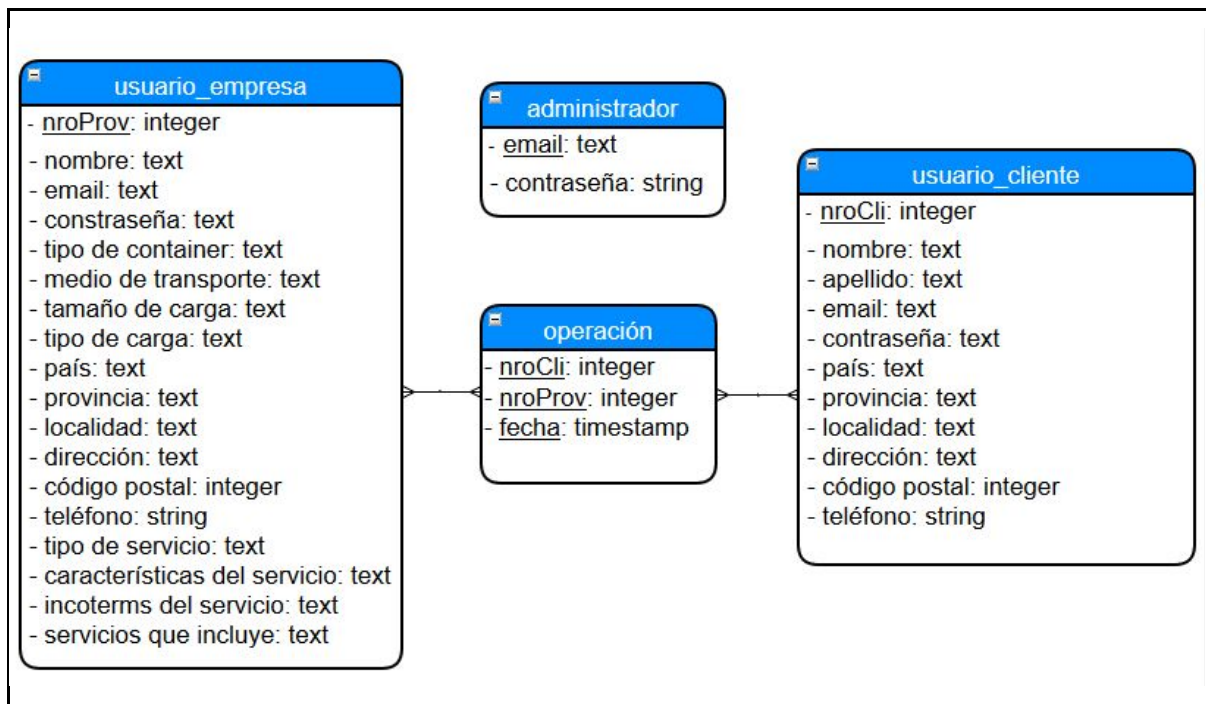 usuario_empresa
- nroProv: integer
- nombre: text
- email: text
- constraseña: text
- tipo de container: text
- medio de transporte: text
- tamaño de carga: text
- tipo de carga: text
- país: text
- provincia: text
- localidad: text
- dirección: text
- código postal: integer
- teléfono: string
- tipo de servicio: text
- características del servicio: text
- incoterms del servicio: text
- servicios que incluye: text
administrador
- email: text
- contraseña: string
operación
- nroCli: integer
- nroProv: integer
- fecha: timestamp
usuario_cliente
- nroCli: integer
- nombre: text
- apellido: text
- email: text
- contraseña: text
- país: text
- provincia: text
- localidad: text
- dirección: text
- código postal: integer
- teléfono: string